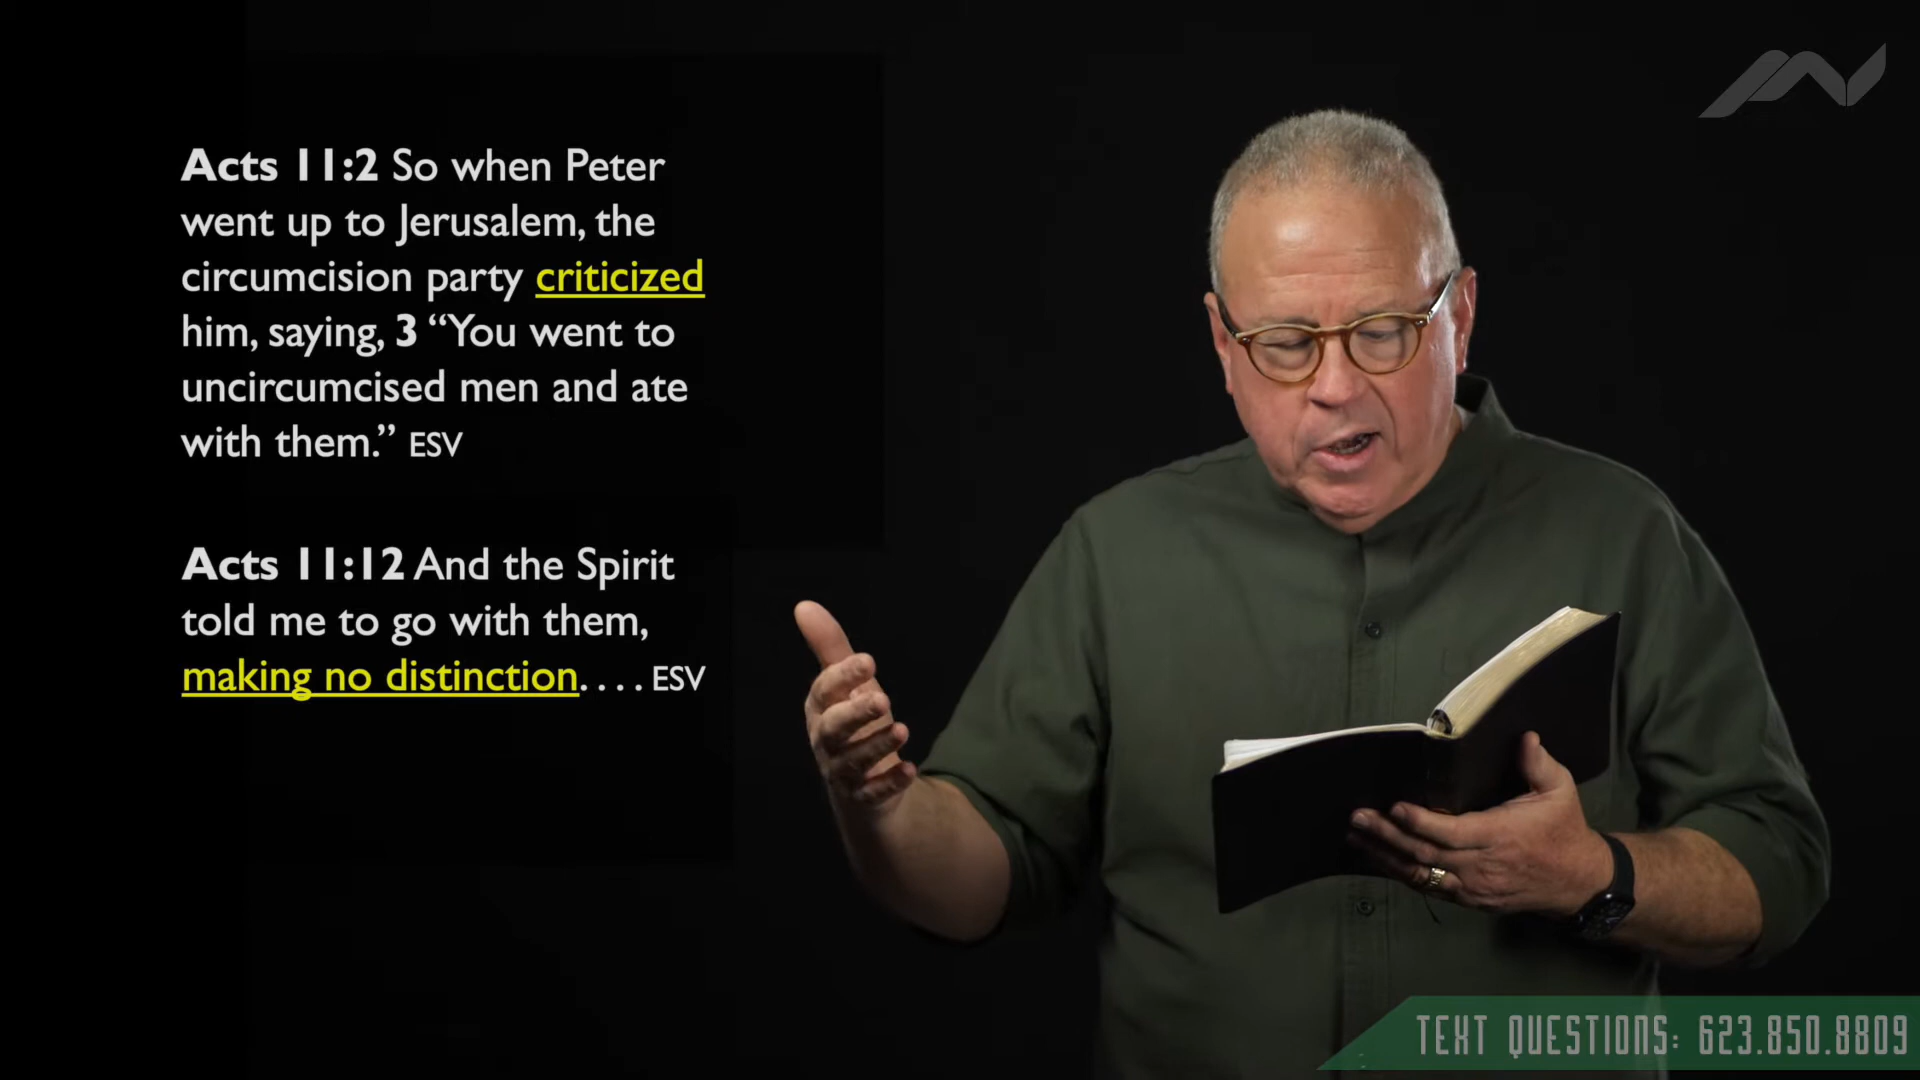 Acts 11:2 So when Peter
went up to Jerusalem, the
circumcision party criticized
him, saying, 3 “You went to
uncircumcised men and ate
with them.” ESV
Acts 11:12 And the Spirit
told me to go with them,
making no distinction. . . . ESV
TEXT QUESTIONS: 623.850.8809